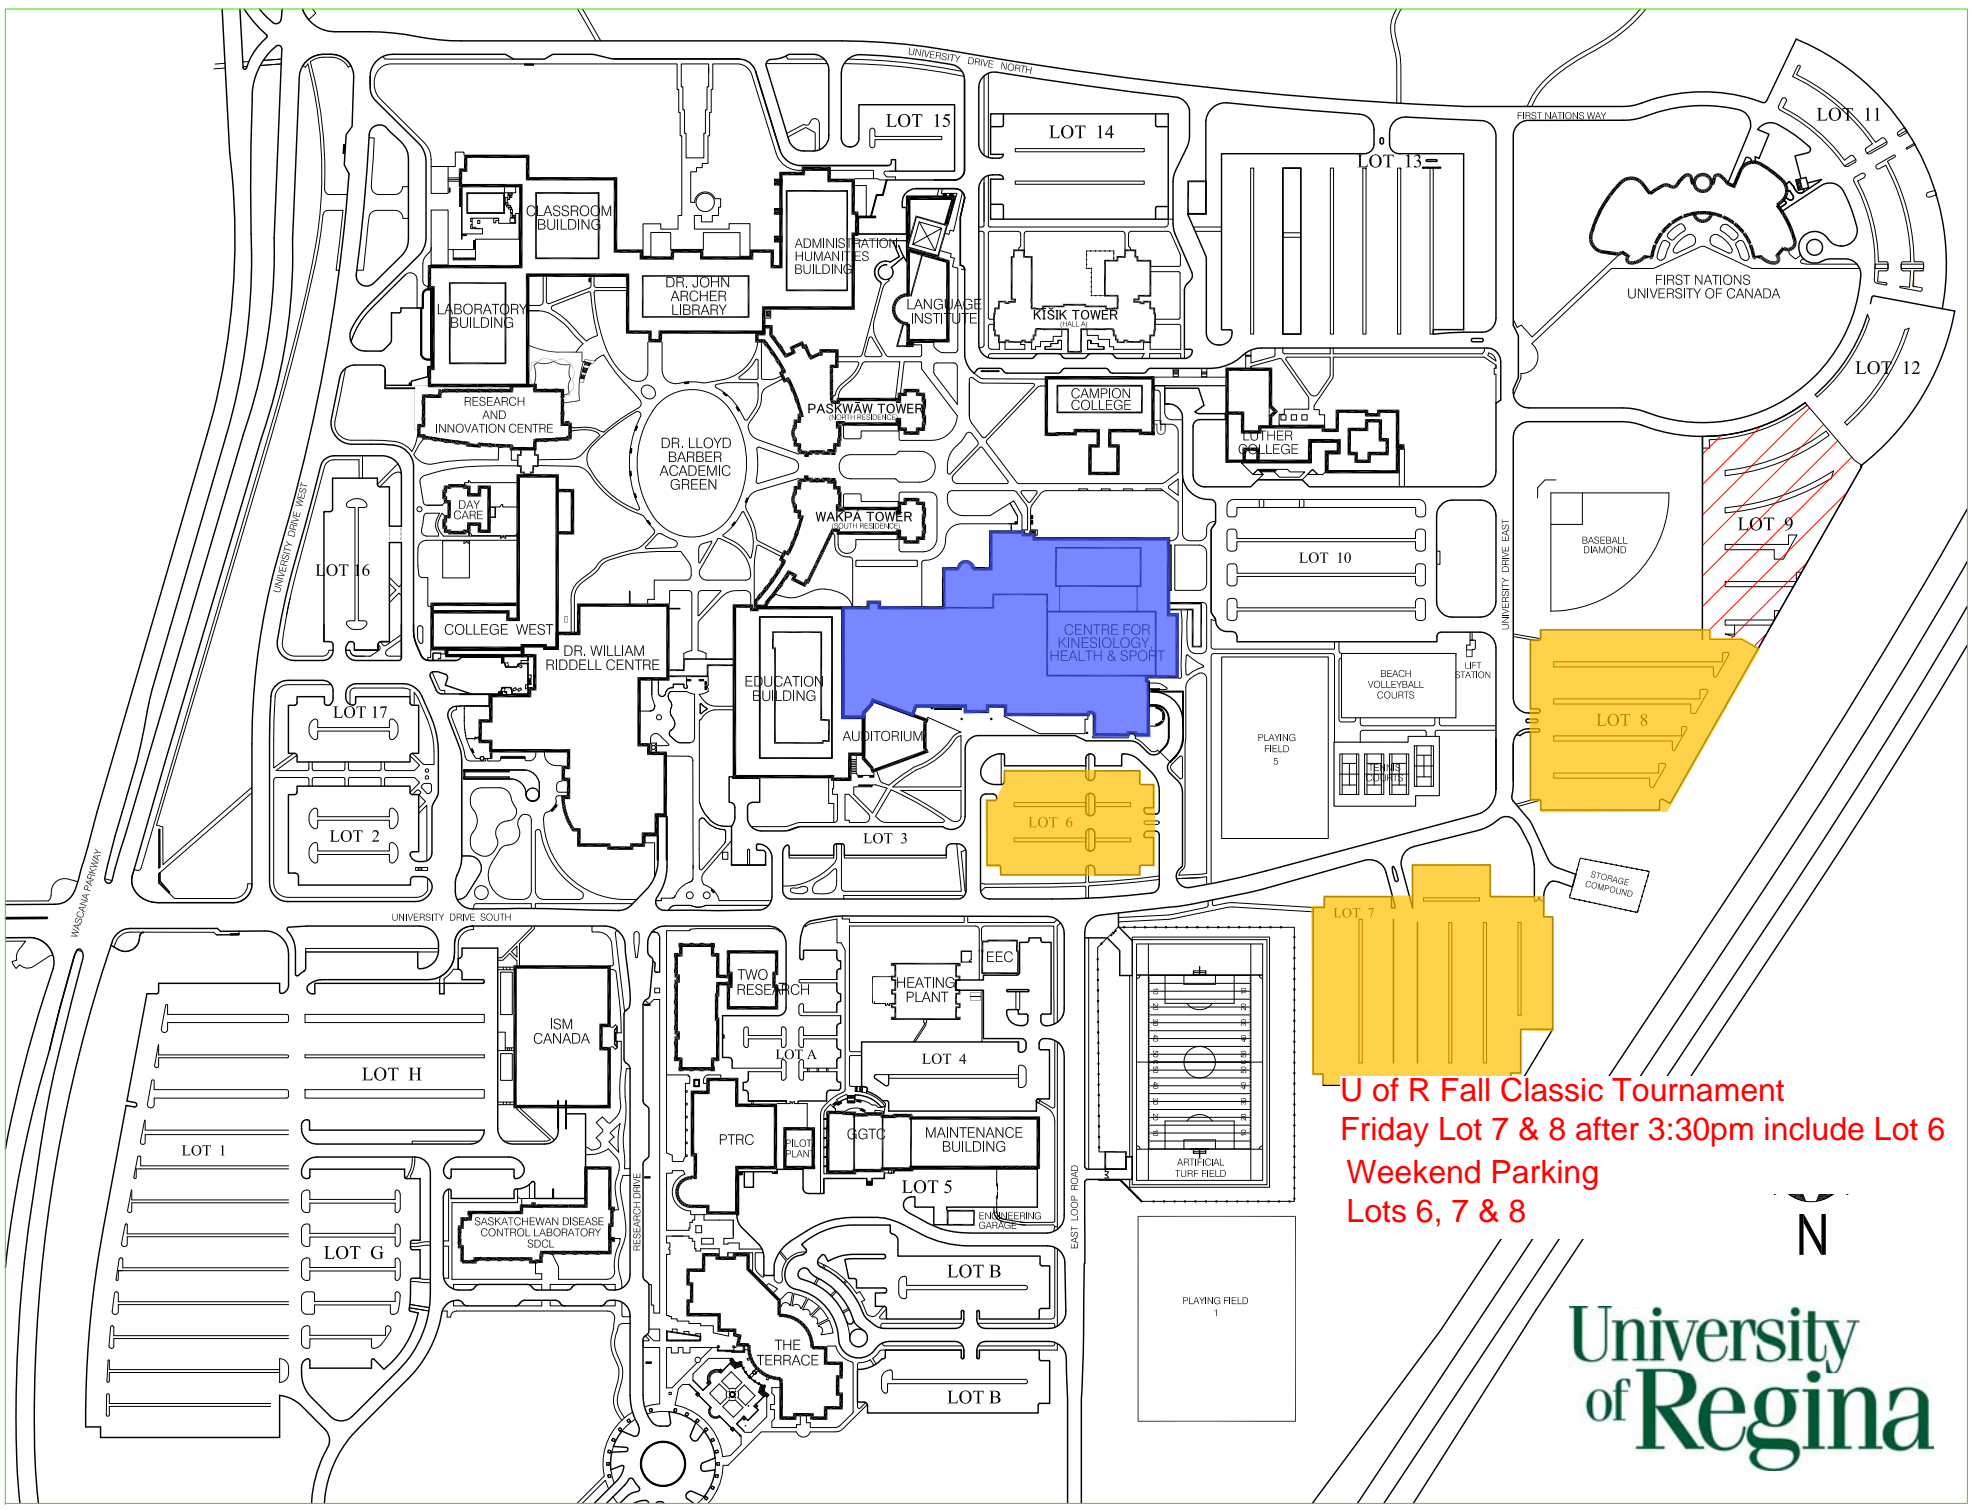 UNIVERSITY DRIVE NORTH
FIRST NATIONS WAY
LOT 11
LOT 15
LOT 14
LOT 13
CLASSROOM
BUILDING
ADMINISTRATION
HUMANITIES
BUILDING
DR. JOHN
ARCHER
LIBRARY
LABORATORY
BUILDING
LANGUAGE
INSTITUTE
KĪSIK TOWER
(HALL A)
FIRST NATIONS
UNIVERSITY OF CANADA
LOT 12
RESEARCH
AND
INNOVATION CENTRE
PASKWĀW TOWER
(NORTH RESIDENCE)
CAMPION
COLLEGE
LUTHER
COLLEGE
DR. LLOYD
BARBER
ACADEMIC
GREEN
DAY
CARE
WAKPĀ TOWER
(SOUTH RESIDENCE)
UNIVERSITY DRIVE WEST
LOT 16
LOT 10
UNIVERSITY DRIVE EAST
BASEBALL
DIAMOND
LOT 9
COLLEGE WEST
DR. WILLIAM
RIDDELL CENTRE
EDUCATION
BUILDING
CENTRE FOR
KINESIOLOGY,
HEALTH & SPORT
BEACH
VOLLEYBALL
COURTS
LIFT
STATION
LOT 17
AUDITORIUM
PLAYING
FIELD
5
TENNIS
COURTS
LOT 8
LOT 2
LOT 3
LOT 6
WASCANA PARKWAY
UNIVERSITY DRIVE SOUTH
STORAGE
COMPOUND
LOT 7
TWO
RESEARCH
HEATING
PLANT
EEC
ISM
CANADA
LOT A
LOT 4
LOT H
LOT 1
PTRC
PILOT
PLANT
GGTC
MAINTENANCE
BUILDING
ARTIFICIAL
TURF FIELD
U of R Fall Classic Tournament
Friday Lot 7 & 8 after 3:30pm include Lot 6
Weekend Parking
Lots 6, 7 & 8
N
LOT 5
ENGINEERING
GARAGE
EAST LOOP ROAD
RESEARCH DRIVE
SASKATCHEWAN DISEASE
CONTROL LABORATORY
SDCL
LOT G
LOT B
PLAYING FIELD
1
THE
TERRACE
LOT B
University
of Regina